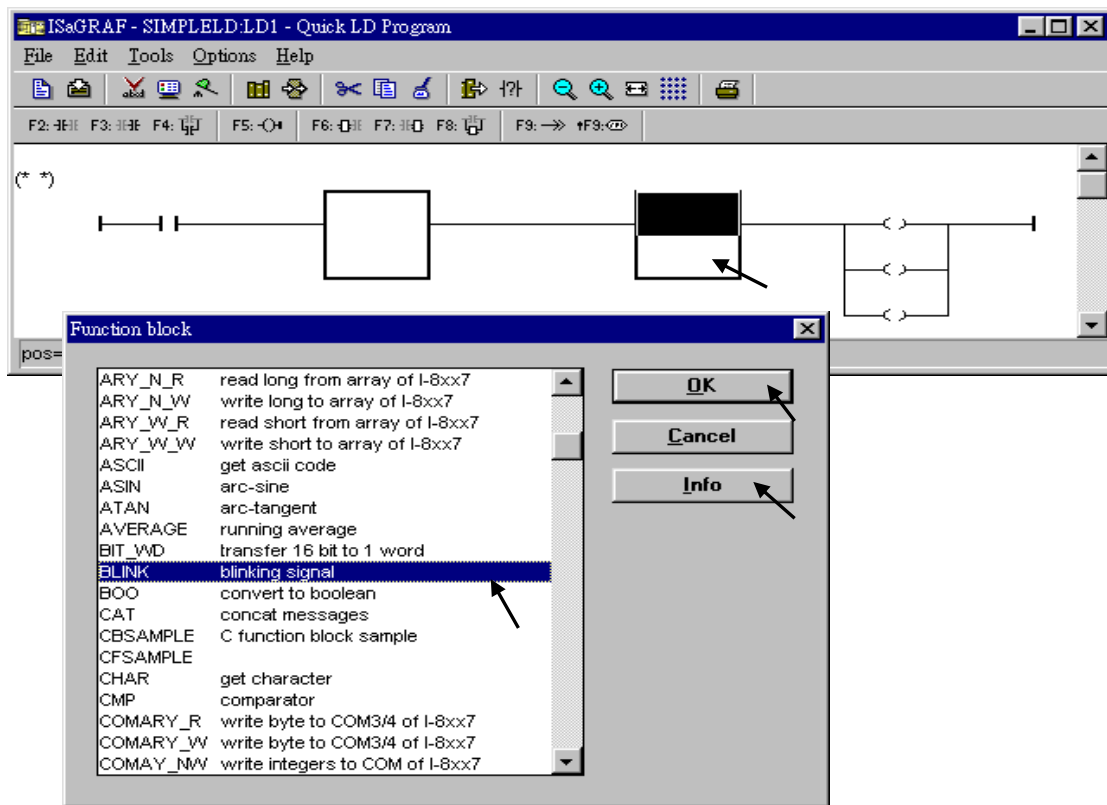 ISaGRAF - SIMPLELD:LD1 - Quick LD Program
File Edit Tools Options Help
F2: F3: F4: F5: F6: F7: F8: F9: F9:
(* *)
Function block
pos=
ARY_N_R read long from array of I-8xx7
ARY_N_W write long to array of I-8xx7
ARY_W_R read short from array of I-8xx7
ARY_W_W write short to array of I-8xx7
ASCII get ascii code
ASIN arc-sine
ATAN arc-tangent
AVERAGE running average
BIT_WD transfer 16 bit to 1 word
BLINK blinking signal
BOO convert to boolean
CAT concat messages
CBSAMPLE C function block sample
CFSAMPLE
CHAR get character
CMP comparator
COMARY_R write byte to COM3/4 of I-8xx7
COMARY_W write byte to COM3/4 of I-8xx7
COMAY_NW write integers to COM of I-8xx7
OK
Cancel
Info